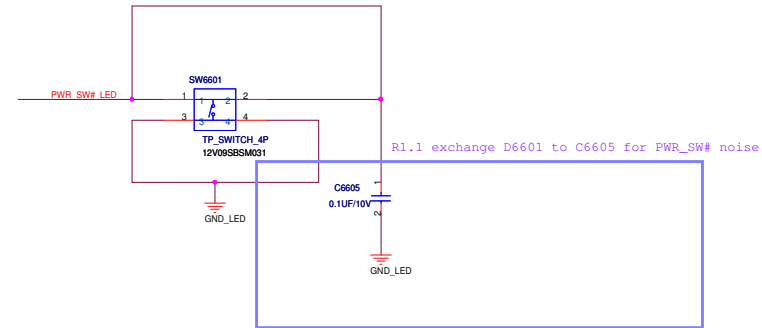 SW6601
PWR_SW#_LED
1
1
2
2
3
3
4
4
TP_SWITCH_4P
12V09SBSM031
R1.1 exchange D6601 to C6605 for PWR_SW# noise
1
C6605
0.1UF/10V
2
GND_LED
GND_LED